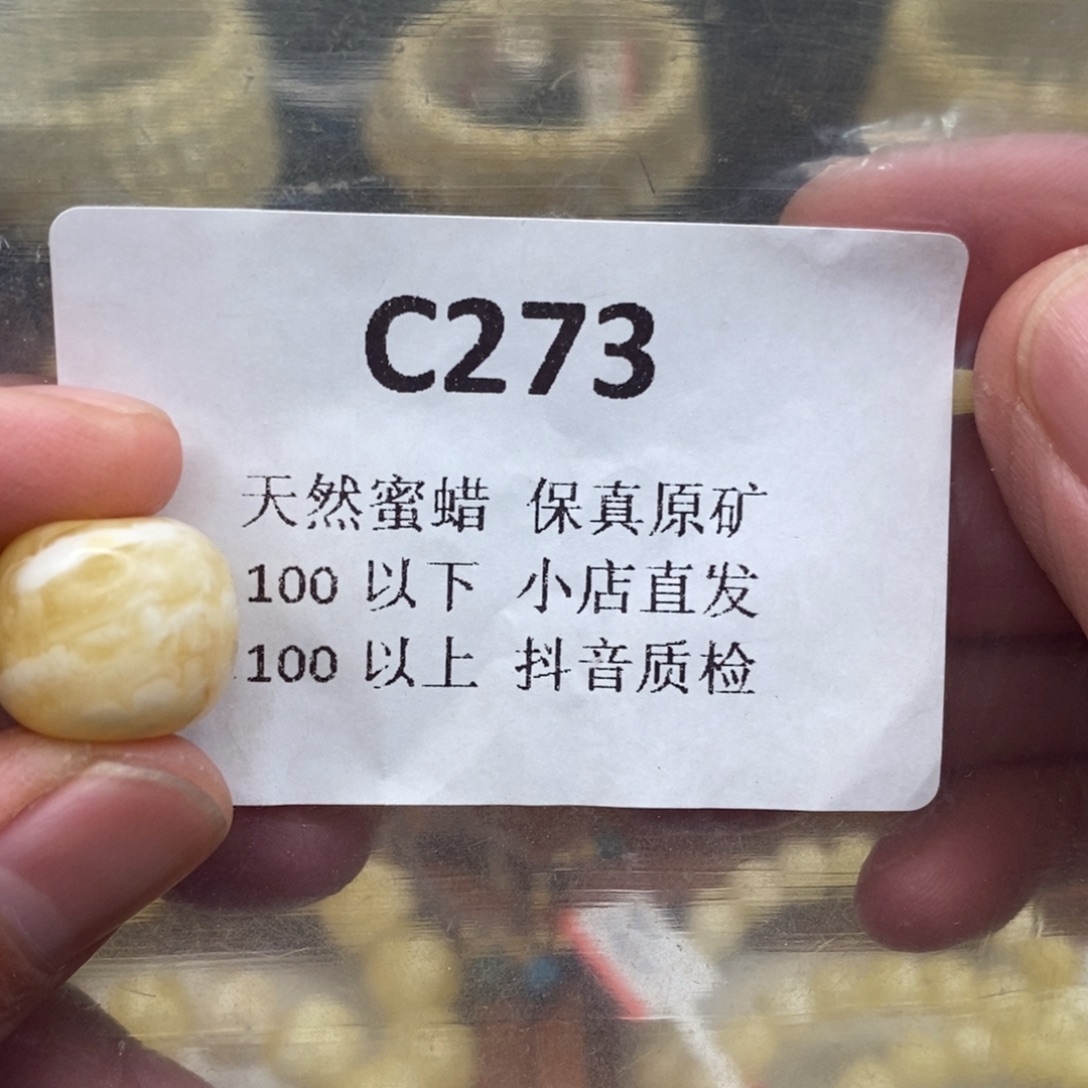 C273
天然蜜蜡 保真原矿
100 以下 小店直发
100 以上 抖音质检